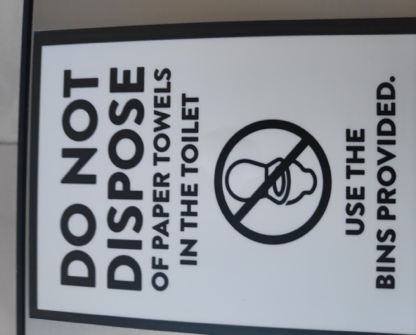 DO NOT
DISPOSE
OF PAPER TOWELS
IN THE TOILET
USE THE
BINS PROVIDED.